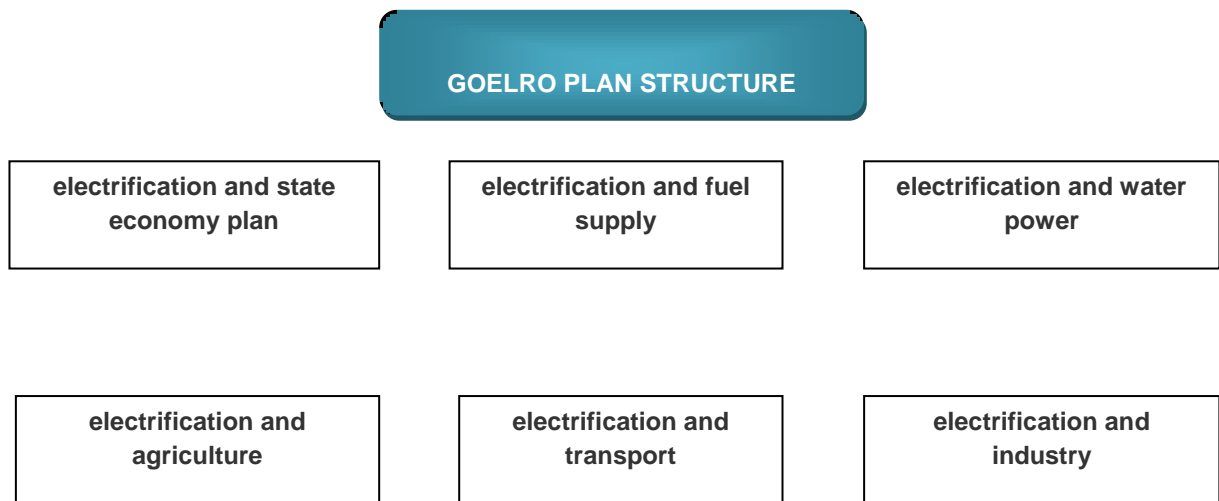 GOELRO PLAN STRUCTURE
electrification and state
economy plan
electrification and fuel
supply
electrification and water
power
electrification and
agriculture
electrification and
transport
electrification and
industry